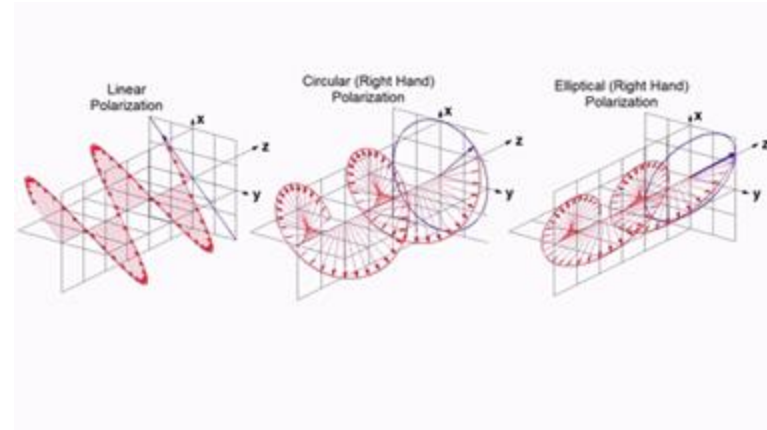 Linear
Polarization
x
z
y
Circular (Right Hand)
Polarization
x
z
y
Elliptical (Right Hand)
Polarization
x
z
y